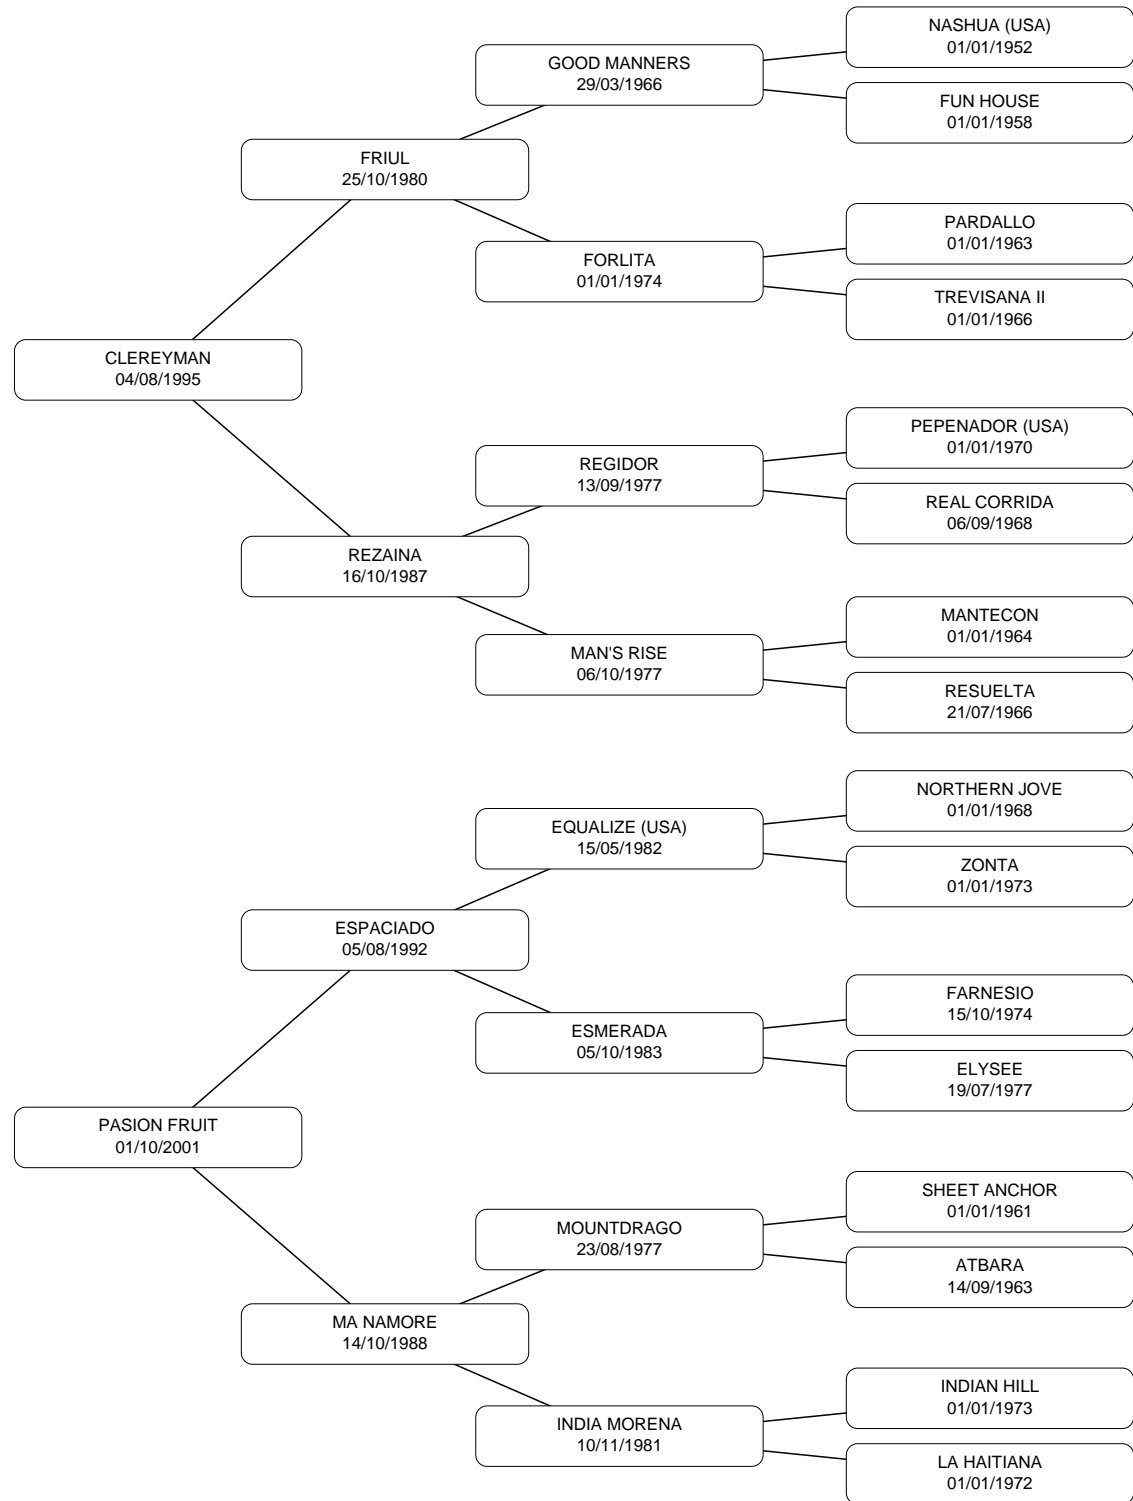 NASHUA (USA)
01/01/1952
GOOD MANNERS
29/03/1966
FUN HOUSE
01/01/1958
FRIUL
25/10/1980
PARDALLO
01/01/1963
FORLITA
01/01/1974
TREVISANA II
01/01/1966
CLEREYMAN
04/08/1995
PEPENADOR (USA)
01/01/1970
REGIDOR
13/09/1977
REAL CORRIDA
06/09/1968
REZAINA
16/10/1987
MANTECON
01/01/1964
MAN'S RISE
06/10/1977
RESUELTA
21/07/1966
NORTHERN JOVE
01/01/1968
EQUALIZE (USA)
15/05/1982
ZONTA
01/01/1973
ESPACIADO
05/08/1992
FARNESIO
15/10/1974
ESMERADA
05/10/1983
ELYSEE
19/07/1977
PASION FRUIT
01/10/2001
SHEET ANCHOR
01/01/1961
MOUNTDRAGO
23/08/1977
ATBARA
14/09/1963
MA NAMORE
14/10/1988
INDIAN HILL
01/01/1973
INDIA MORENA
10/11/1981
LA HAITIANA
01/01/1972